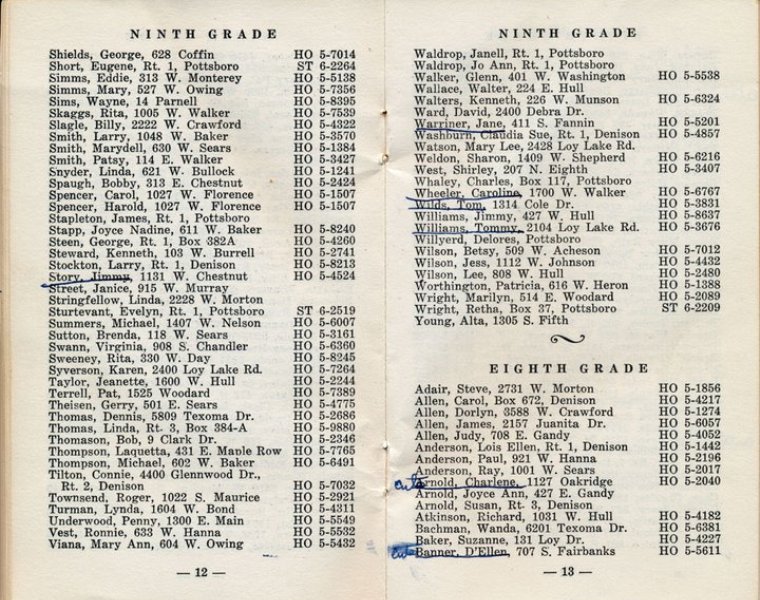 NINTH GRADE
Shields, George, 628 Coffin HO 5-7014
Short, Eugene, Rt. 1, Pottsboro ST 6-2264
Simms, Eddie, 313 W. Monterey HO 5-5138
Simms, Mary, 527 W. Owing HO 5-7356
Sims, Wayne, 14 Parnell HO 5-8395
Skaggs, Rita, 1005 W. Walker HO 5-7539
Slagle, Billy, 2222 W. Crawford HO 5-4322
Smith, Larry, 1048 W. Baker HO 5-3570
Smith, Marydell, 630 W. Sears HO 5-1384
Smith, Patsy, 114 E. Walker HO 5-3427
Snyder, Linda, 621 W. Bullock HO 5-1241
Spaugh, Bobby, 313 E. Chestnut HO 5-2424
Spencer, Carol, 1027 W. Florence HO 5-1507
Spencer, Harold, 1027 W. Florence HO 5-1507
Stapleton, James, Rt. 1, Pottsboro
Stapp, Joyce Nadine, 611 W. Baker HO 5-8240
Steen, George, Rt. 1, Box 382A HO 5-4260
Steward, Kenneth, 103 W. Burrell HO 5-2741
Stockton, Larry, Rt. 1, Denison HO 5-8213
Story, Jimmy, 1131 W. Chestnut HO 5-4524
Street, Janice, 915 W. Murray
Stringfellow, Linda, 2228 W. Morton
Sturtevant, Evelyn, Rt. 1, Pottsboro ST 6-2519
Summers, Michael, 1407 W. Nelson HO 5-6007
Sutton, Brenda, 118 W. Sears HO 5-3161
Swann, Virginia, 908 S. Chandler HO 5-6360
Sweeney, Rita, 330 W. Day HO 5-8245
Syverson, Karen, 2400 Loy Lake Rd. HO 5-7264
Taylor, Jeanette, 1600 W. Hull HO 5-2244
Terrell, Pat, 1525 Woodard HO 5-7389
Theisen, Gerry, 501 E. Sears HO 5-4775
Thomas, Dennis, 5809 Texoma Dr. HO 5-2686
Thomas, Linda, Rt. 3, Box 384-A HO 5-9880
Thomason, Bob, 9 Clark Dr. HO 5-2346
Thompson, Laquetta, 431 E. Maple Row HO 5-7765
Thompson, Michael, 602 W. Baker HO 5-6491
Tilton, Connie, 4400 Glennwood Dr.,
Rt. 2, Denison HO 5-7032
Townsend, Roger, 1022 S. Maurice HO 5-2921
Turman, Lynda, 1604 W. Bond HO 5-4311
Underwood, Penny, 1300 E. Main HO 5-5549
Vest, Ronnie, 633 W. Hanna HO 5-5532
Viana, Mary Ann, 604 W. Owing HO 5-5432
— 12 —
NINTH GRADE
Waldrop, Janell, Rt. 1, Pottsboro
Waldrop, Jo Ann, Rt. 1, Pottsboro
Walker, Glenn, 401 W. Washington HO 5-5538
Wallace, Walter, 224 E. Hull
Walters, Kenneth, 226 W. Munson HO 5-6324
Ward, David, 2400 Debra Dr.
Warriner, Jane, 411 S. Fannin HO 5-5201
Washburn, Claudia Sue, Rt. 1, Denison HO 5-4857
Watson, Mary Lee, 2428 Loy Lake Rd.
Weldon, Sharon, 1409 W. Shepherd HO 5-6216
West, Shirley, 207 N. Eighth HO 5-3407
Whaley, Charles, Box 117, Pottsboro
Wheeler, Caroline, 1700 W. Walker HO 5-6767
Wilds, Tom, 1314 Cole Dr. HO 5-3831
Williams, Jimmy, 427 W. Hull HO 5-8637
Williams, Tommy, 2104 Loy Lake Rd. HO 5-3676
Willyerd, Delores, Pottsboro
Wilson, Betsy, 509 W. Acheson HO 5-7012
Wilson, Jess, 1112 W. Johnson HO 5-4432
Wilson, Lee, 808 W. Hull HO 5-2480
Worthington, Patricia, 616 W. Heron HO 5-1388
Wright, Marilyn, 514 E. Woodard HO 5-2089
Wright, Retha, Box 37, Pottsboro ST 6-2209
Young, Alta, 1305 S. Fifth
EIGHTH GRADE
Adair, Steve, 2731 W. Morton HO 5-1856
Allen, Carol, Box 672, Denison HO 5-4217
Allen, Dorlyn, 3588 W. Crawford HO 5-1274
Allen, James, 2157 Juanita Dr. HO 5-6057
Allen, Judy, 708 E. Gandy HO 5-4052
Anderson, Lois Ellen, Rt. 1, Denison HO 5-1442
Anderson, Paul, 921 W. Hanna HO 5-2196
Anderson, Ray, 1001 W. Sears HO 5-2017
Arnold, Charlene, 1127 Oakridge HO 5-2040
Arnold, Joyce Ann, 427 E. Gandy
Arnold, Susan, Rt. 3, Denison
Atkinson, Richard, 1031 W. Hull HO 5-4182
Bachman, Wanda, 6201 Texoma Dr. HO 5-6381
Baker, Suzanne, 131 Loy Dr. HO 5-4227
Banner, D'Ellen, 707 S. Fairbanks HO 5-5611
— 13 —